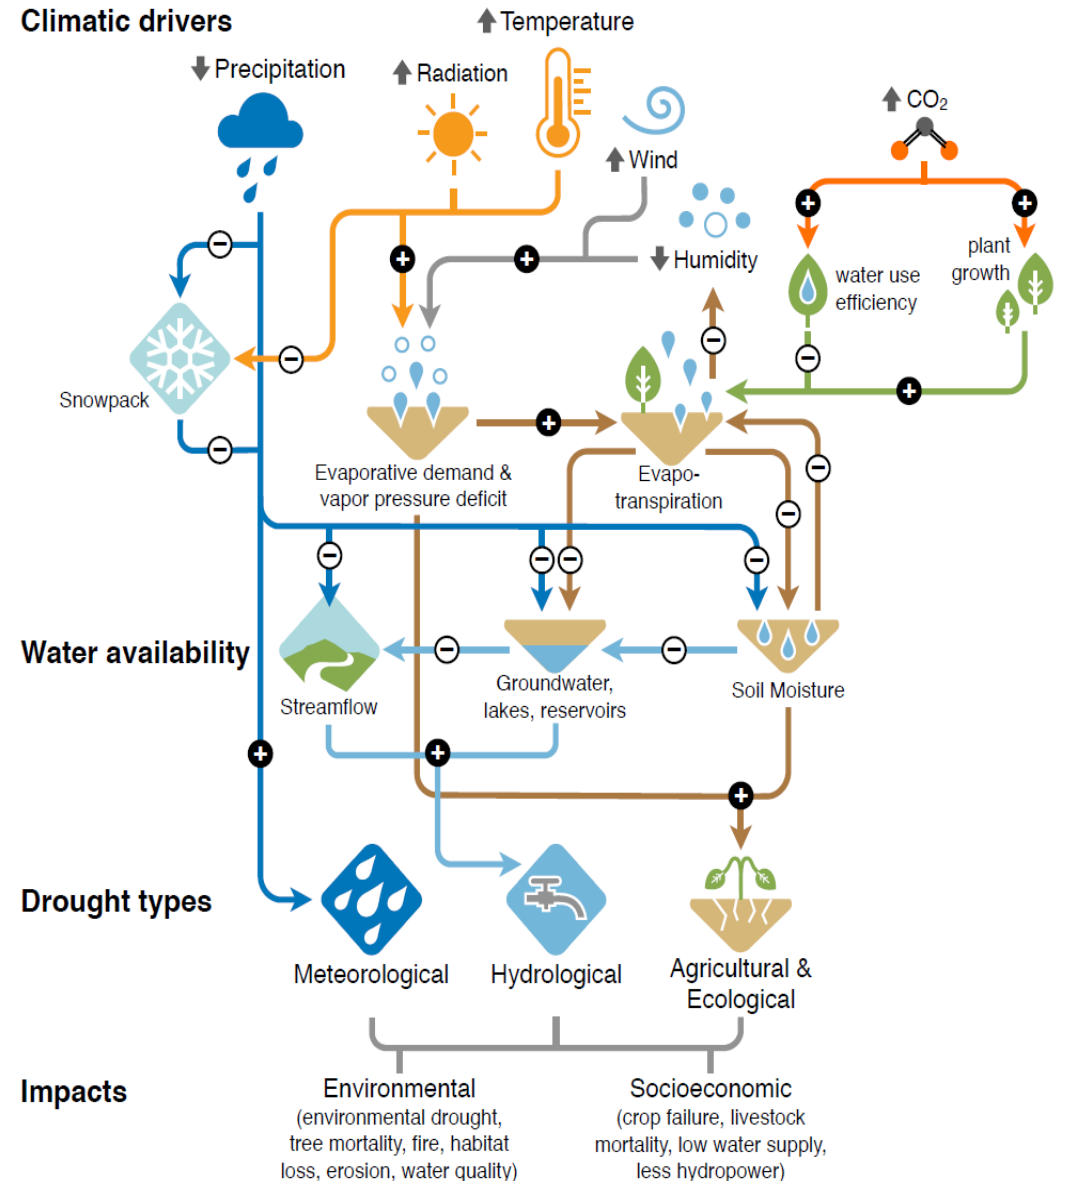 Climatic drivers
Temperature
Precipitation
Radiation
CO₂
Wind
+
+
−
plant
growth
+
+
Humidity
water use
efficiency
−
−
−
Snowpack
+
+
−
−
Evaporative demand &
vapor pressure deficit
Evapo-
transpiration
−
−
−
−
−
Water availability
−
−
Streamflow
Groundwater,
lakes, reservoirs
Soil Moisture
+
+
+
Drought types
Meteorological
Hydrological
Agricultural &
Ecological
Impacts
Environmental
(environmental drought,
tree mortality, fire, habitat
loss, erosion, water quality)
Socioeconomic
(crop failure, livestock
mortality, low water supply,
less hydropower)